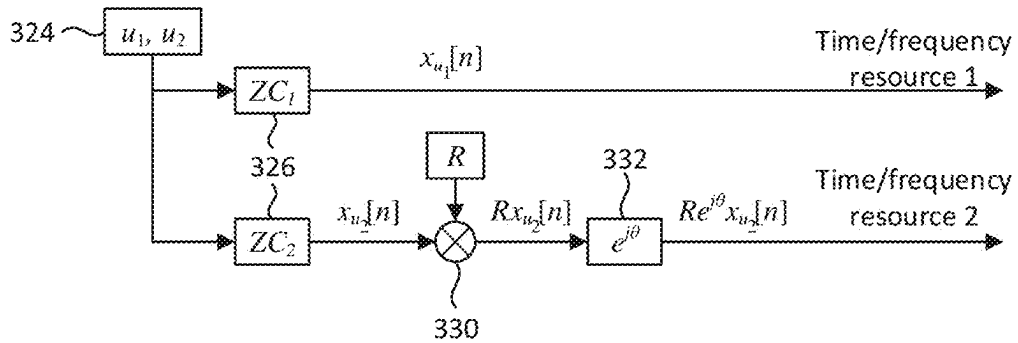 324
u₁, u₂
Time/frequency
resource 1
x_{u₁}[n]
ZC₁
326
R
332
Time/frequency
resource 2
x_{u₂}[n]
Rx_{u₂}[n]
Re^{jθ}x_{u₂}[n]
ZC₂
e^{jθ}
330